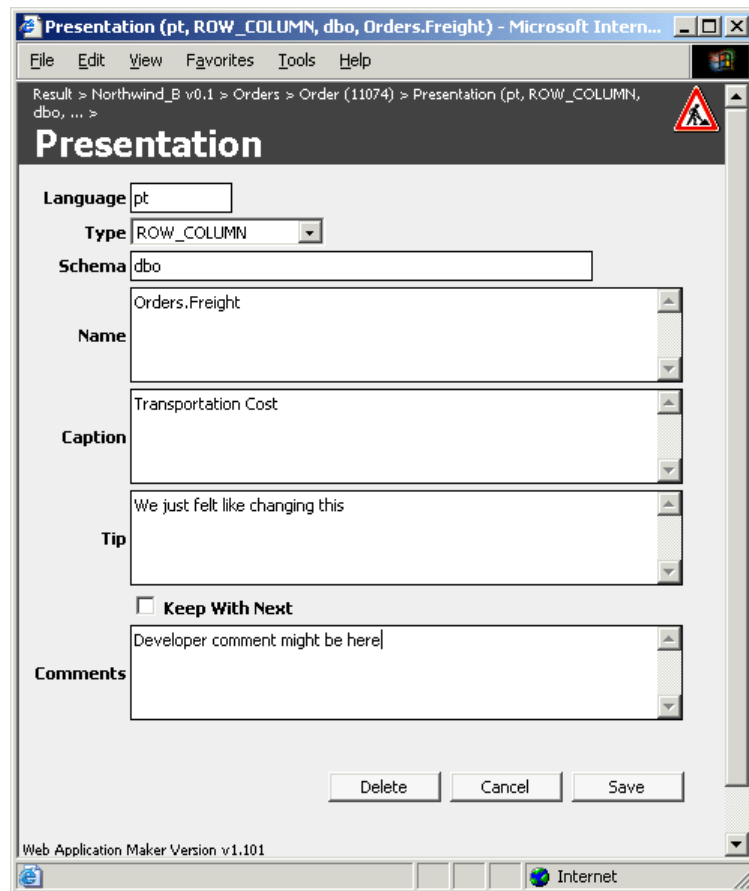 Presentation (pt, ROW_COLUMN, dbo, Orders.Freight) - Microsoft Intern...
File Edit View Favorites Tools Help
Result > Northwind_B v0.1 > Orders > Order (11074) > Presentation (pt, ROW_COLUMN,
dbo, ... >
Presentation
Language pt
Type ROW_COLUMN
Schema dbo
Orders.Freight
Name
Transportation Cost
Caption
We just felt like changing this
Tip
Keep With Next
Developer comment might be here
Comments
Delete Cancel Save
Web Application Maker Version v1.101
Internet